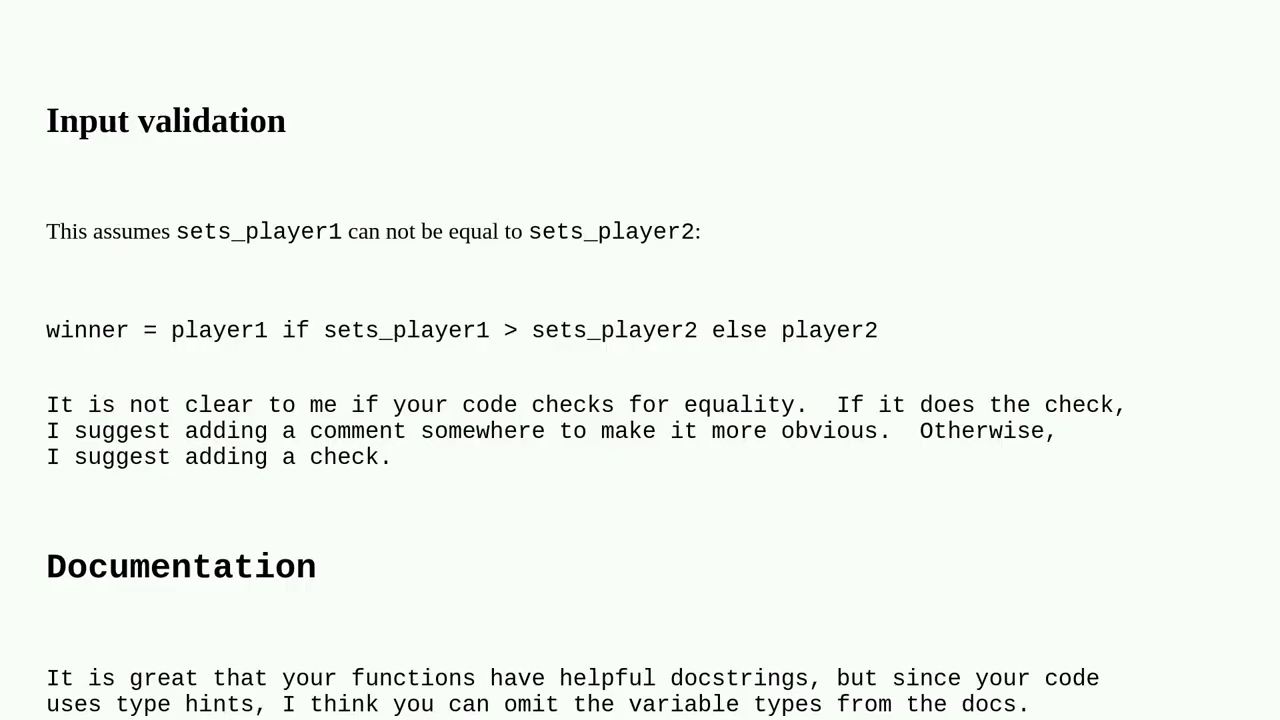 Input validation
This assumes sets_player1 can not be equal to sets_player2:
winner = player1 if sets_player1 > sets_player2 else player2
It is not clear to me if your code checks for equality.  If it does the check,
I suggest adding a comment somewhere to make it more obvious.  Otherwise,
I suggest adding a check.
Documentation
It is great that your functions have helpful docstrings, but since your code
uses type hints, I think you can omit the variable types from the docs.